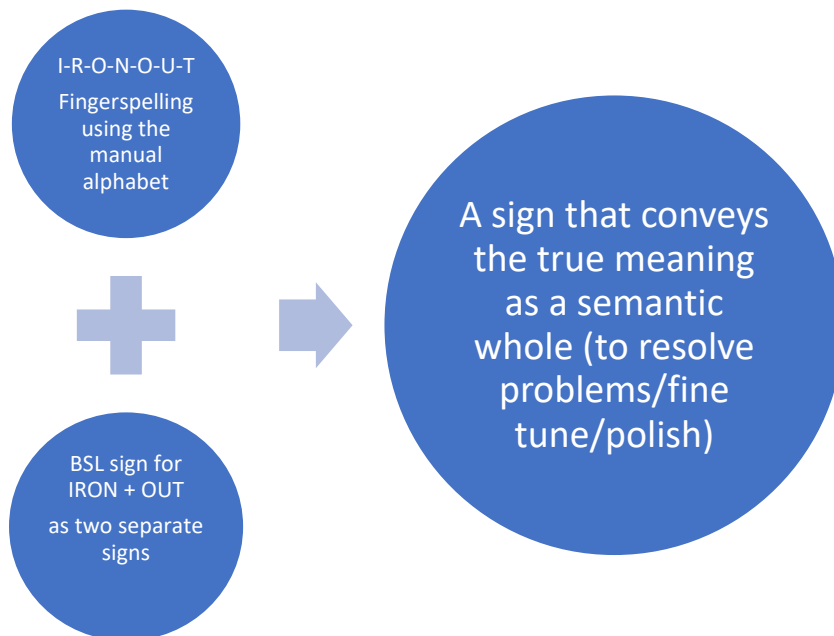 I-R-O-N-O-U-T
Fingerspelling
using the
manual
alphabet
BSL sign for
IRON + OUT
as two separate
signs
A sign that conveys
the true meaning
as a semantic
whole (to resolve
problems/fine
tune/polish)